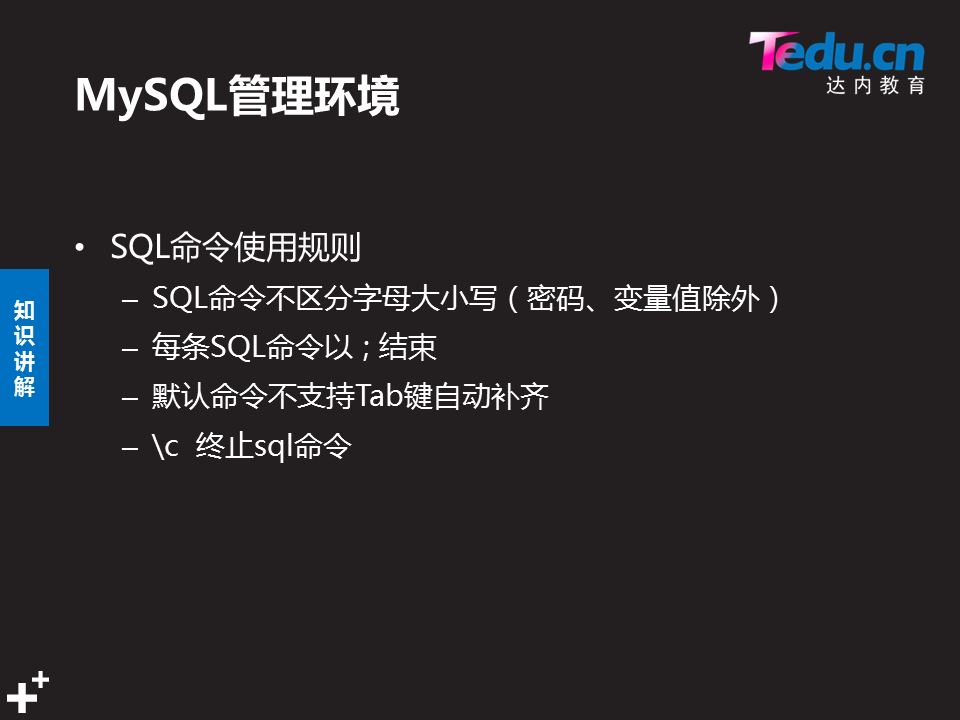 Tedu.cn
达内教育
MySQL管理环境
• SQL命令使用规则
– SQL命令不区分字母大小写（密码、变量值除外）
– 每条SQL命令以；结束
– 默认命令不支持Tab键自动补齐
– \c 终止sql命令
知
识
讲
解